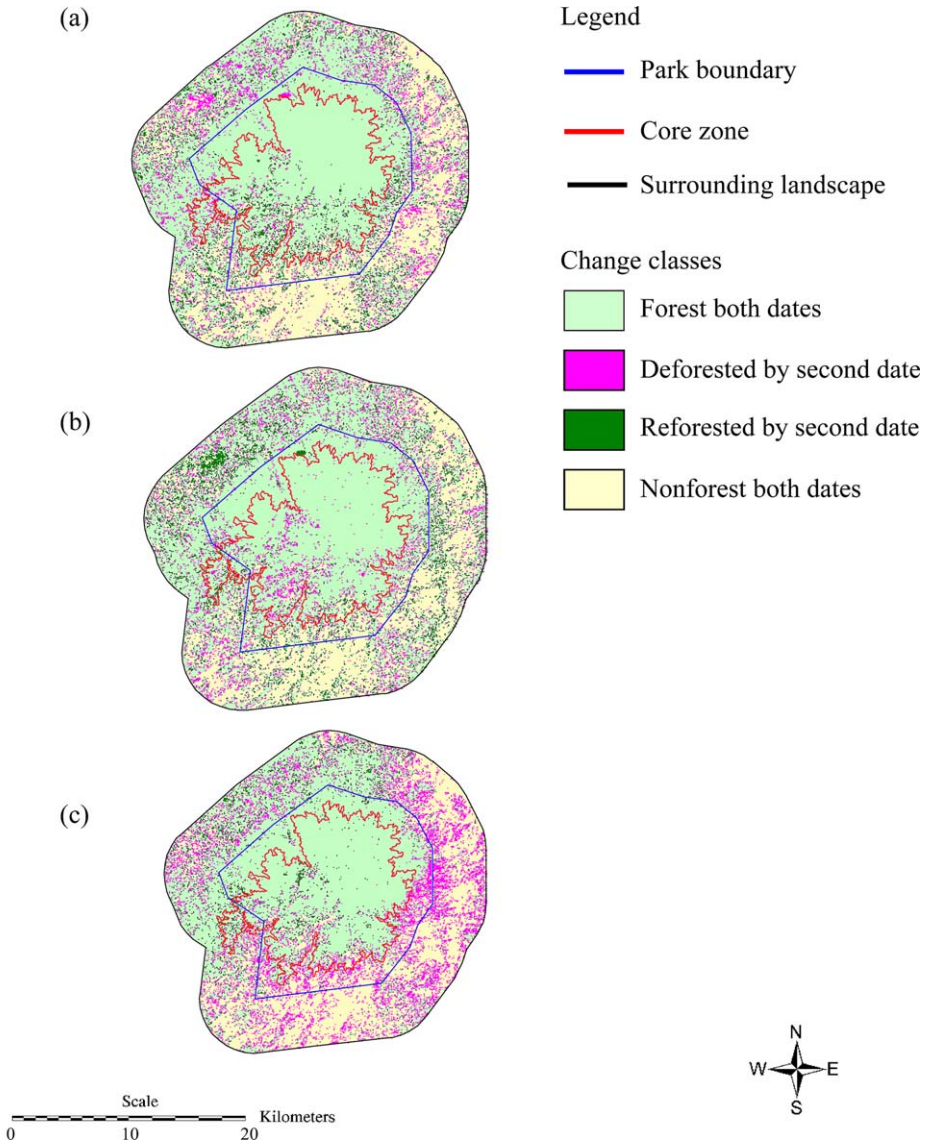 (a)
Legend
Park boundary
Core zone
Surrounding landscape
Change classes
Forest both dates
Deforested by second date
Reforested by second date
Nonforest both dates
(b)
(c)
N
W E
S
Scale
Kilometers
0 10 20